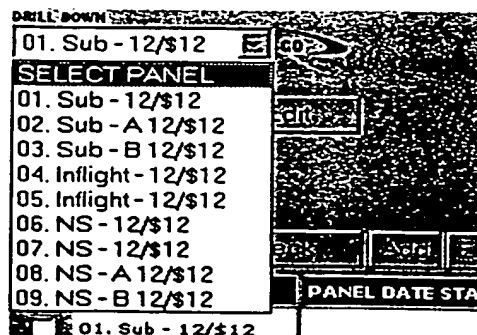 DRILL DOWN
01. Sub - 12/$12
GO
SELECT PANEL
01. Sub - 12/$12
02. Sub - A 12/$12
03. Sub - B 12/$12
04. Inflight - 12/$12
05. Inflight - 12/$12
06. NS - 12/$12
07. NS - 12/$12
08. NS - A 12/$12
09. NS - B 12/$12
Add
PANEL DATE STA
01. Sub - 12/$12